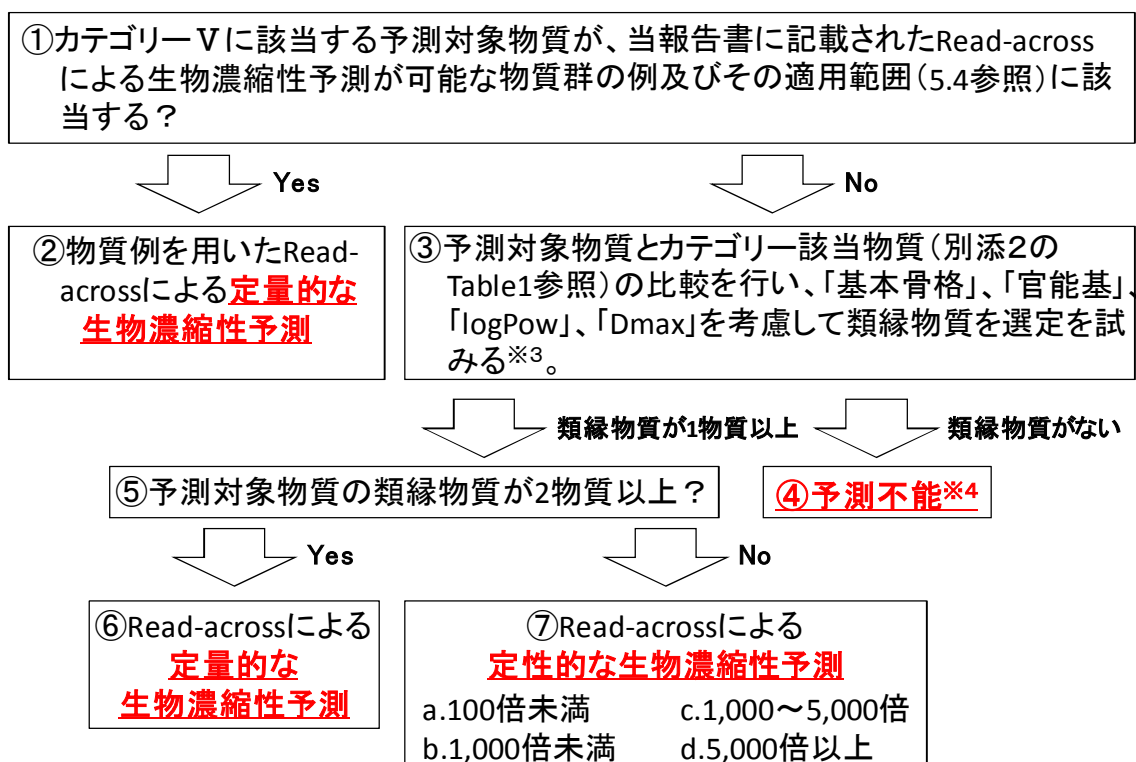 ①カテゴリーⅤに該当する予測対象物質が、当報告書に記載されたRead-across
による生物濃縮性予測が可能な物質群の例及びその適用範囲(5.4参照)に該
当する？
Yes
No
②物質例を用いたRead-
acrossによる定量的な
生物濃縮性予測
③予測対象物質とカテゴリー該当物質(別添2の
Table1参照)の比較を行い、「基本骨格」、「官能基」、
「logPow」、「Dmax」を考慮して類縁物質を選定を試
みる※3。
類縁物質が1物質以上
類縁物質がない
⑤予測対象物質の類縁物質が2物質以上？
④予測不能※4
Yes
No
⑥Read-acrossによる
定量的な
生物濃縮性予測
⑦Read-acrossによる
定性的な生物濃縮性予測
a.100倍未満 c.1,000～5,000倍
b.1,000倍未満 d.5,000倍以上